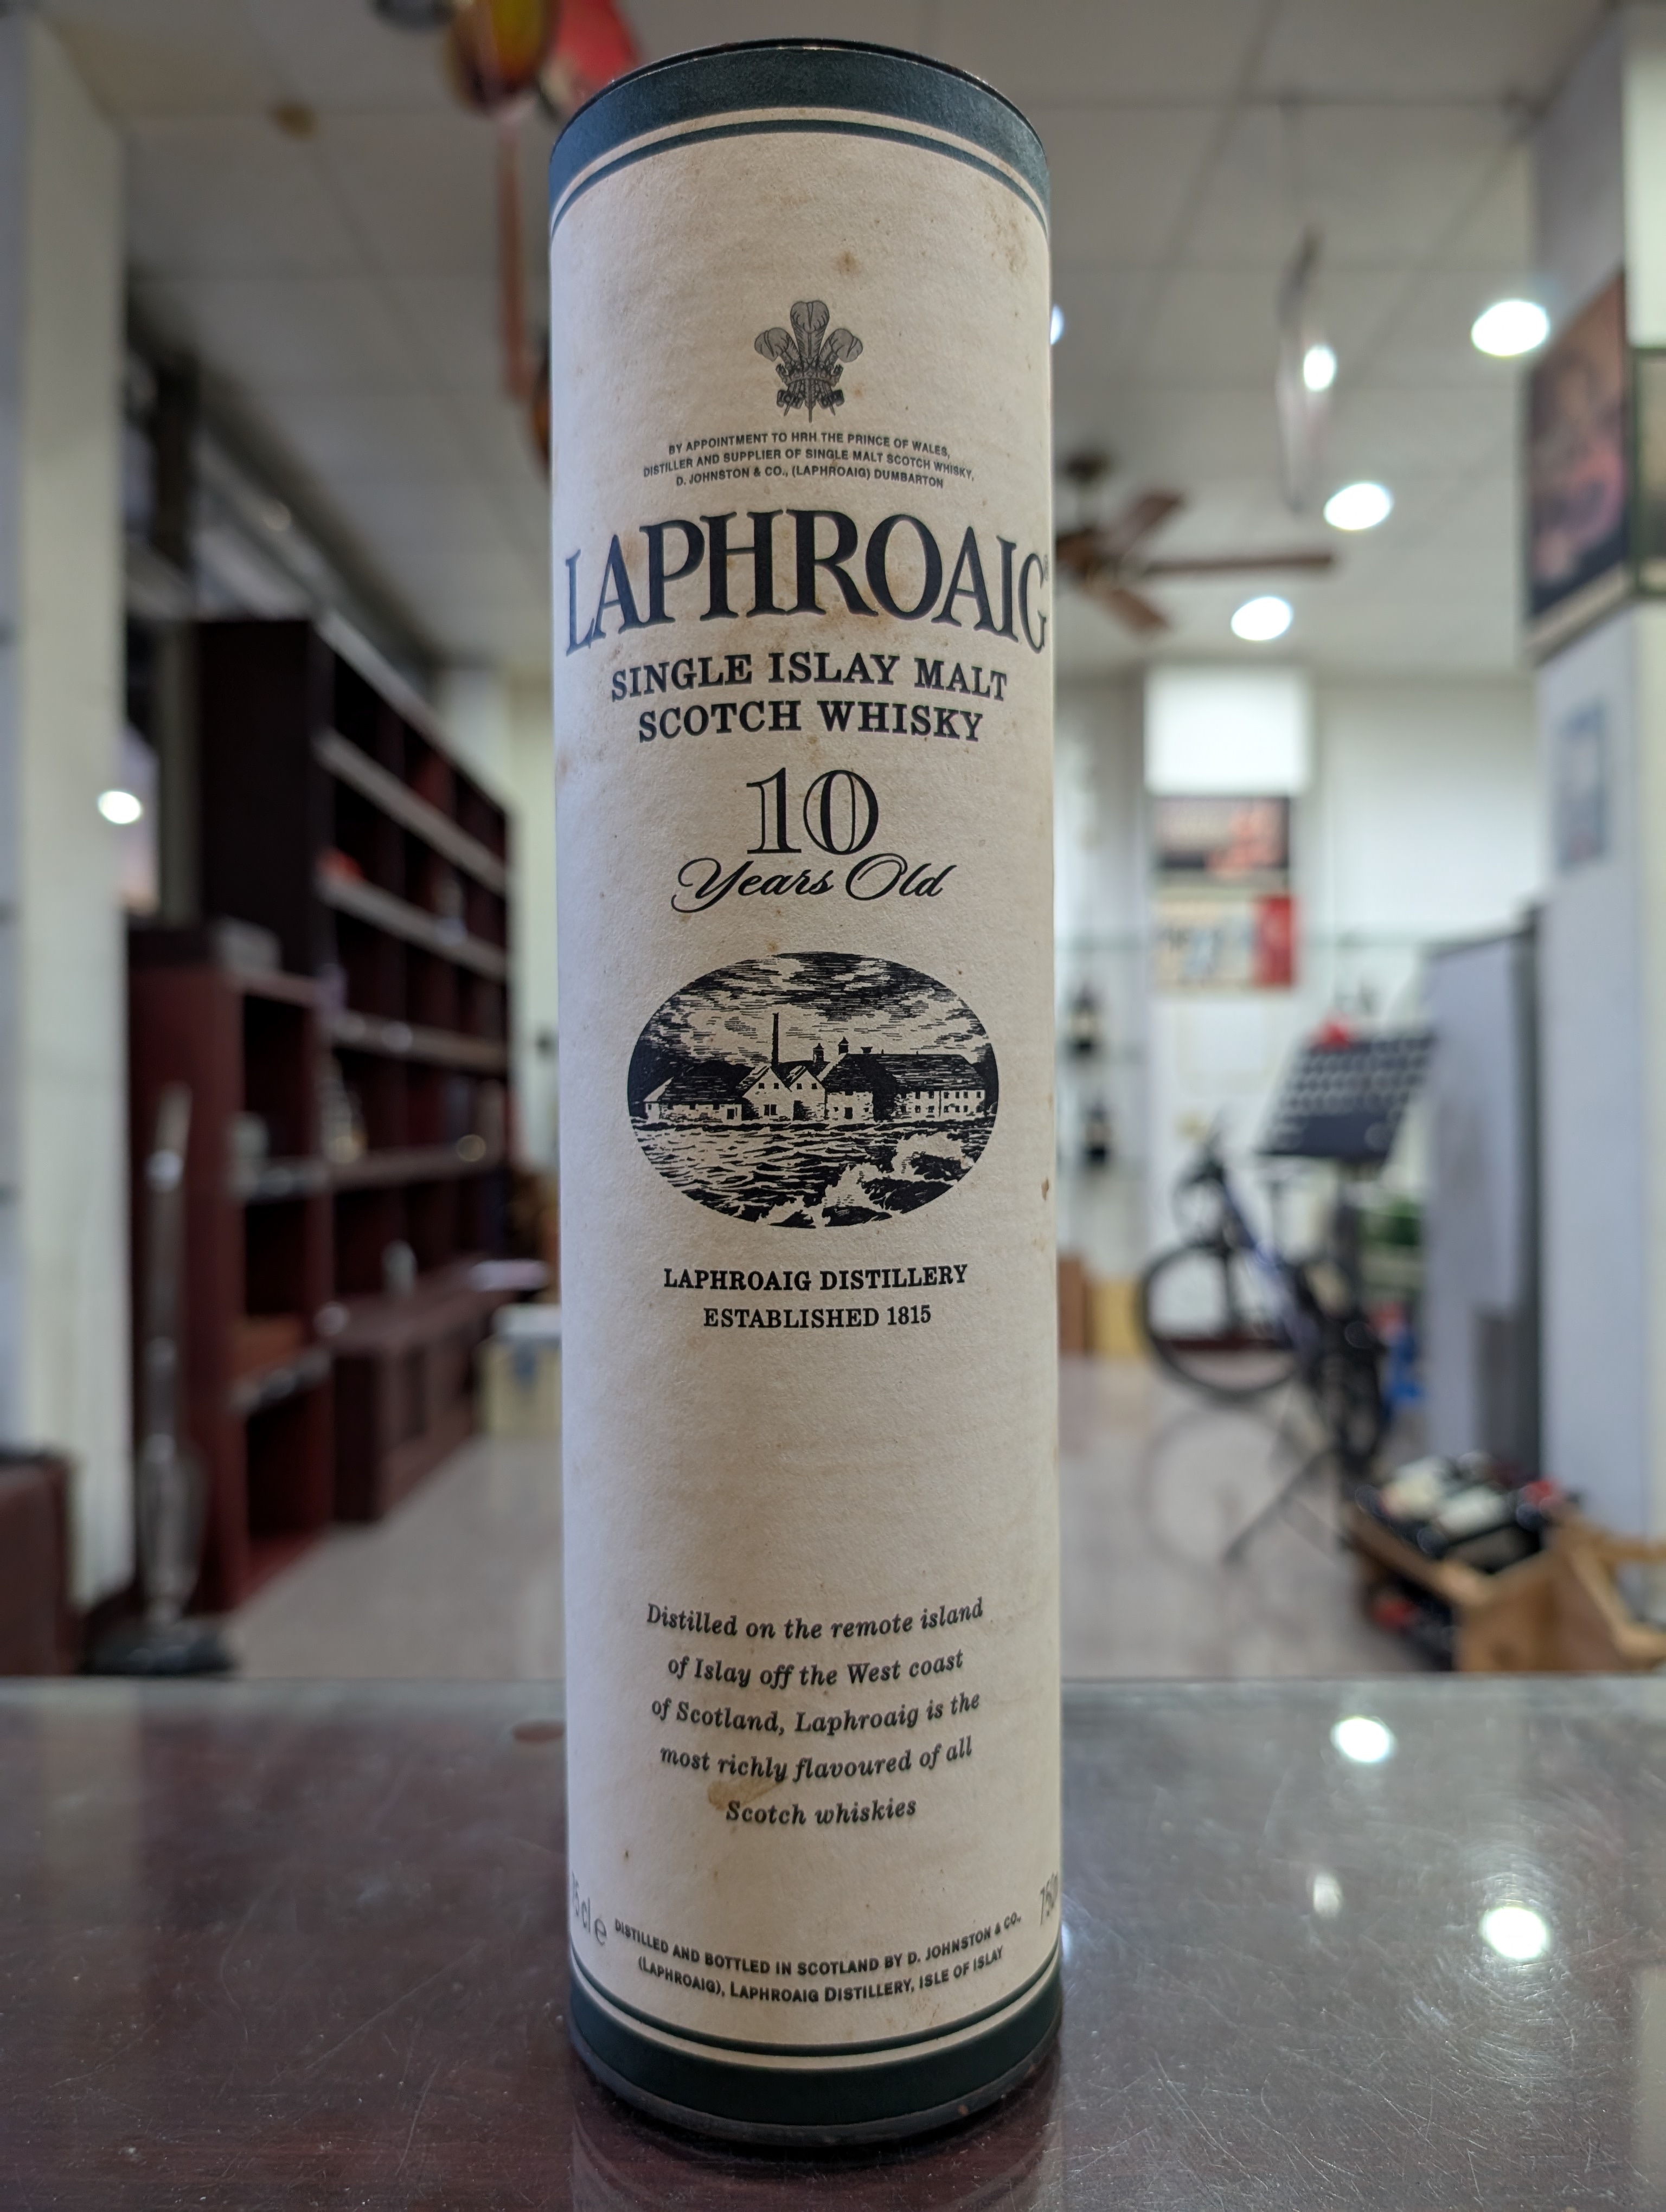 BY APPOINTMENT TO HRH THE PRINCE OF WALES,
DISTILLER AND SUPPLIER OF SINGLE MALT SCOTCH WHISKY,
D. JOHNSTON & CO., (LAPHROAIG) DUMBARTON
LAPHROAIG®
SINGLE ISLAY MALT
SCOTCH WHISKY
10
Years Old
LAPHROAIG DISTILLERY
ESTABLISHED 1815
Distilled on the remote island
of Islay off the West coast
of Scotland, Laphroaig is the
most richly flavoured of all
Scotch whiskies
cl e
DISTILLED AND BOTTLED IN SCOTLAND BY D. JOHNSTON & CO.,
(LAPHROAIG), LAPHROAIG DISTILLERY, ISLE OF ISLAY